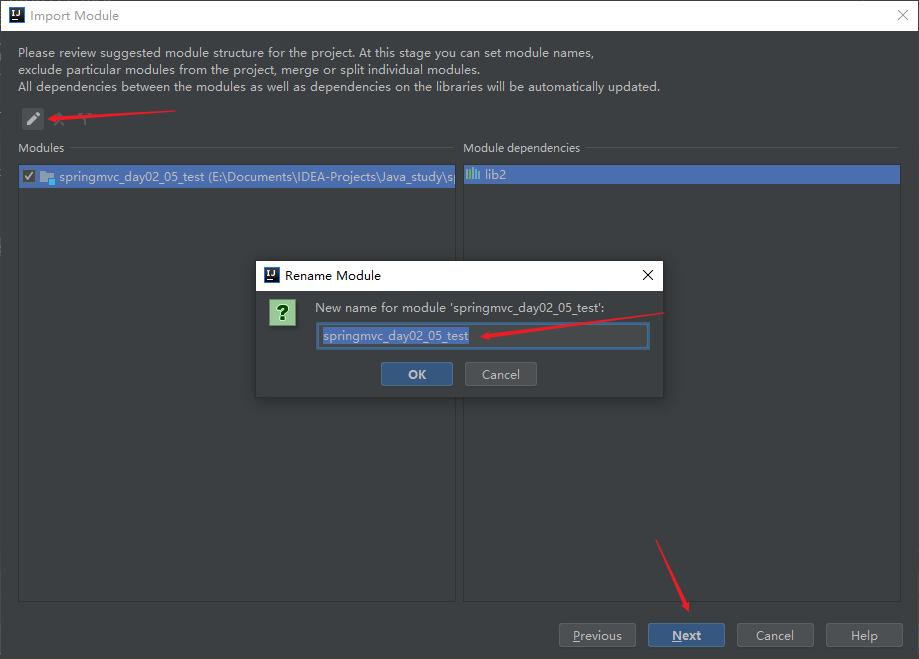 Import Module
Please review suggested module structure for the project. At this stage you can set module names,
exclude particular modules from the project, merge or split individual modules.
All dependencies between the modules as well as dependencies on the libraries will be automatically updated.
Modules
Module dependencies
springmvc_day02_05_test (E:\Documents\IDEA-Projects\Java_study\s
lib2
IJ Rename Module
? New name for module 'springmvc_day02_05_test':
springmvc_day02_05_test
OK Cancel
Previous Next Cancel Help